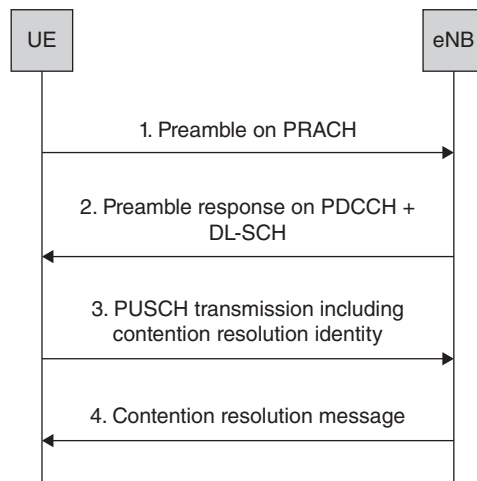 UE
eNB
1. Preamble on PRACH
2. Preamble response on PDCCH +
DL-SCH
3. PUSCH transmission including
contention resolution identity
4. Contention resolution message